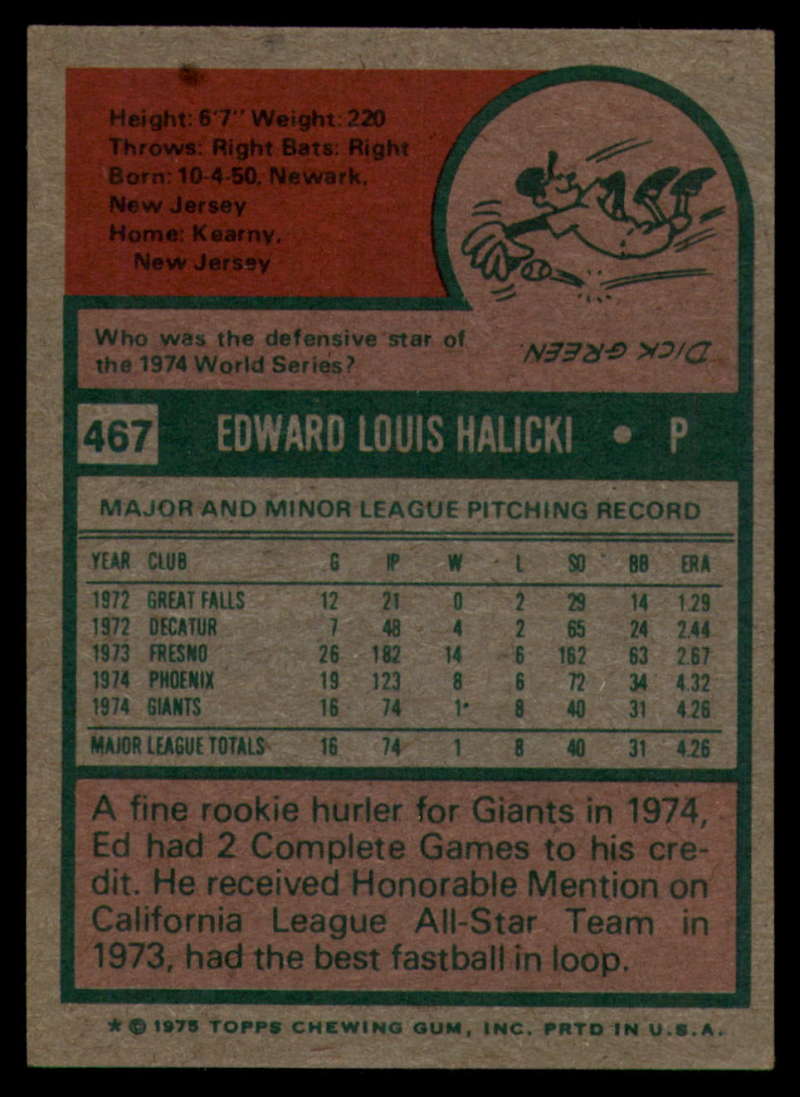 Height: 6'7" Weight: 220
Throws: Right Bats: Right
Born: 10-4-50, Newark,
New Jersey
Home: Kearny,
New Jersey
Who was the defensive star of
the 1974 World Series?
DICK GREEN
467 EDWARD LOUIS HALICKI • P
MAJOR AND MINOR LEAGUE PITCHING RECORD
YEAR CLUB G IP W L SO BB ERA
1972 GREAT FALLS 12 21 0 2 29 14 1.29
1972 DECATUR 7 48 4 2 65 24 2.44
1973 FRESNO 26 182 14 6 162 63 2.67
1974 PHOENIX 19 123 8 6 72 34 4.32
1974 GIANTS 16 74 1 8 40 31 4.26
MAJOR LEAGUE TOTALS 16 74 1 8 40 31 4.26
A fine rookie hurler for Giants in 1974,
Ed had 2 Complete Games to his cre-
dit. He received Honorable Mention on
California League All-Star Team in
1973, had the best fastball in loop.
* © 1975 TOPPS CHEWING GUM, INC. PRTD IN U.S.A.